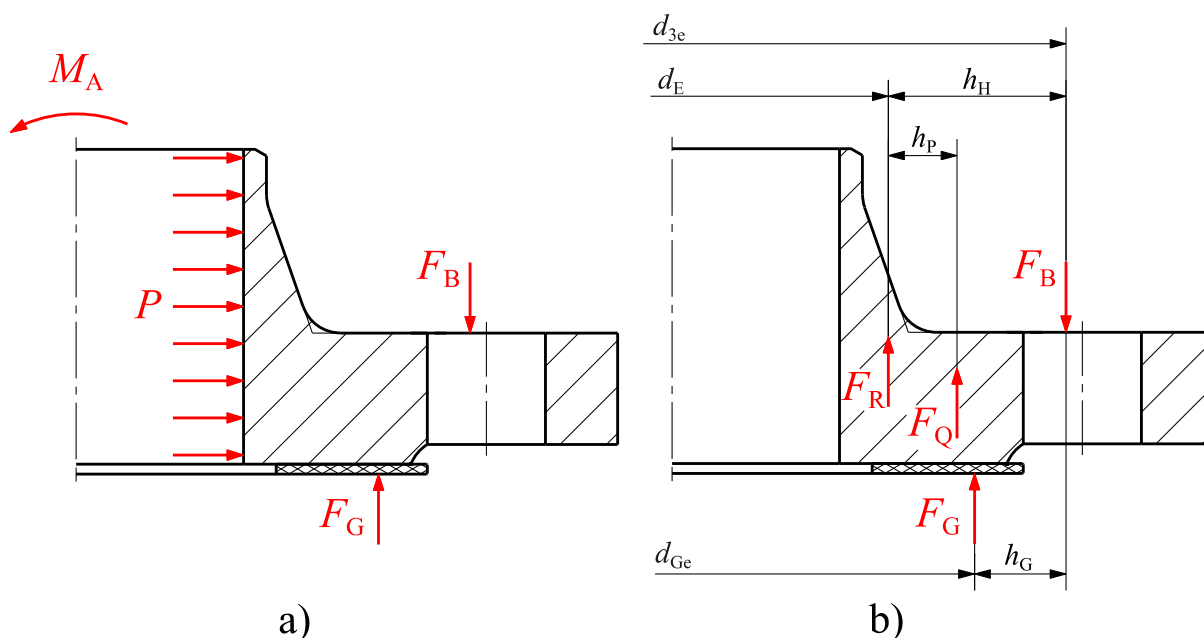 M_A
P
F_B
F_G
a)
d_3e
d_E
h_H
h_P
F_B
F_R
F_Q
F_G
d_Ge
h_G
b)